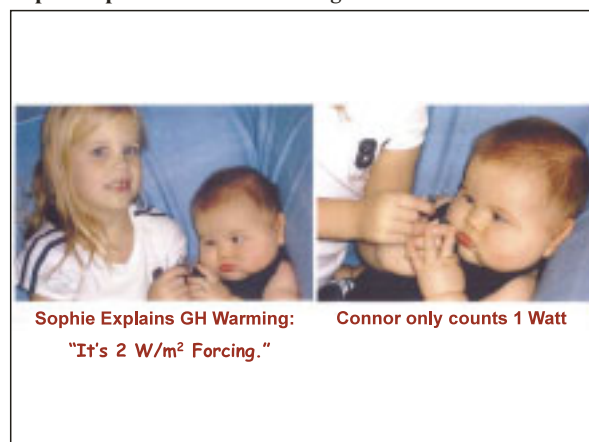 Sophie Explains GH Warming:
"It's 2 W/m² Forcing."
Connor only counts 1 Watt